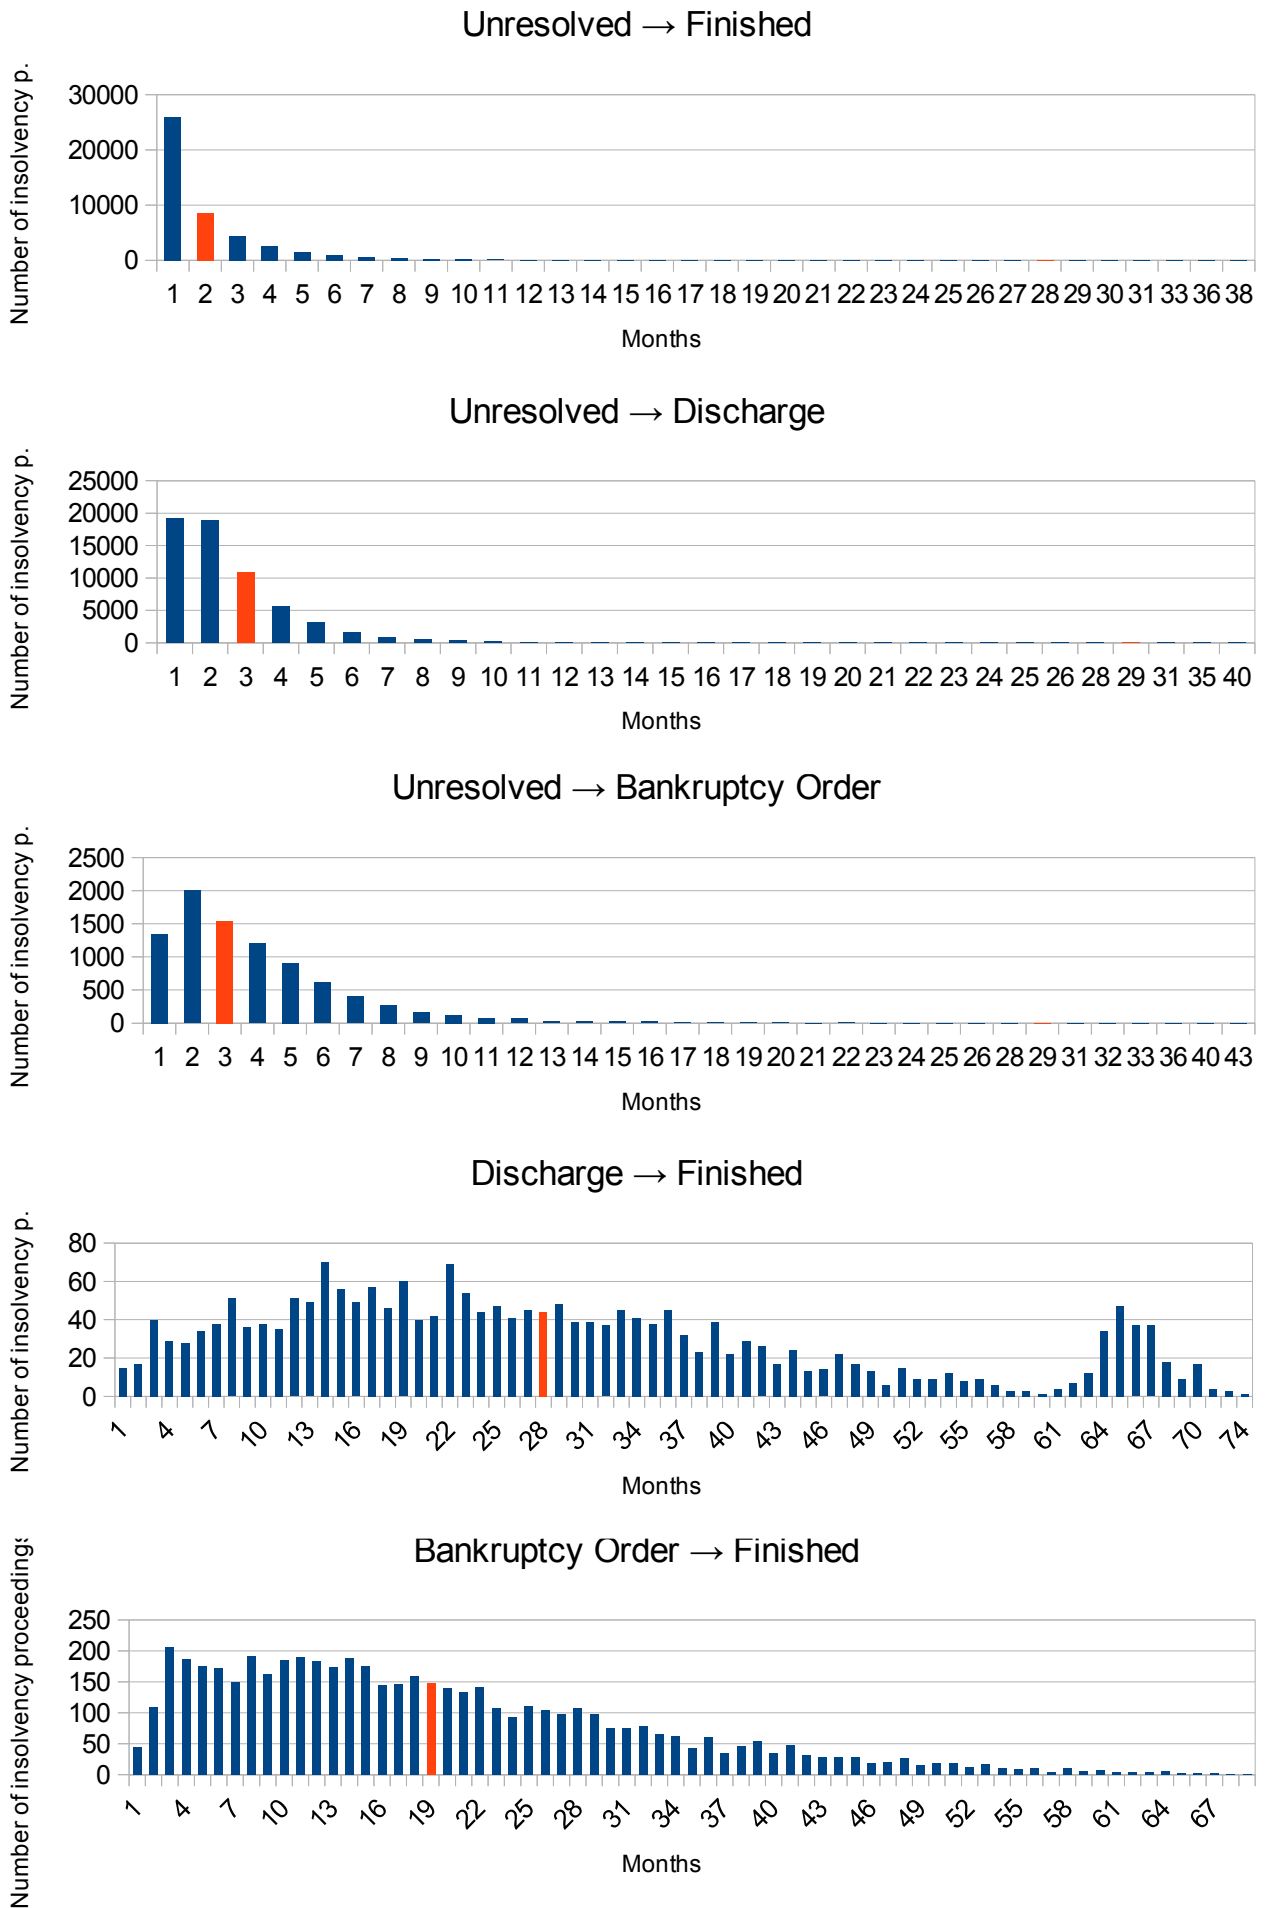 Unresolved → Finished
Number of insolvency p.
30000
20000
10000
0
1 2 3 4 5 6 7 8 9 10 11 12 13 14 15 16 17 18 19 20 21 22 23 24 25 26 27 28 29 30 31 33 36 38
Months
Unresolved → Discharge
Number of insolvency p.
25000
20000
15000
10000
5000
0
1 2 3 4 5 6 7 8 9 10 11 12 13 14 15 16 17 18 19 20 21 22 23 24 25 26 28 29 31 35 40
Months
Unresolved → Bankruptcy Order
Number of insolvency p.
2500
2000
1500
1000
500
0
1 2 3 4 5 6 7 8 9 10 11 12 13 14 15 16 17 18 19 20 21 22 23 24 25 26 28 29 31 32 33 36 40 43
Months
Discharge → Finished
Number of insolvency p.
80
60
40
20
0
1 4 7 10 13 16 19 22 25 28 31 34 37 40 43 46 49 52 55 58 61 64 67 70 74
Months
Bankruptcy Order → Finished
Number of insolvency proceedings
250
200
150
100
50
0
1 4 7 10 13 16 19 22 25 28 31 34 37 40 43 46 49 52 55 58 61 64 67
Months